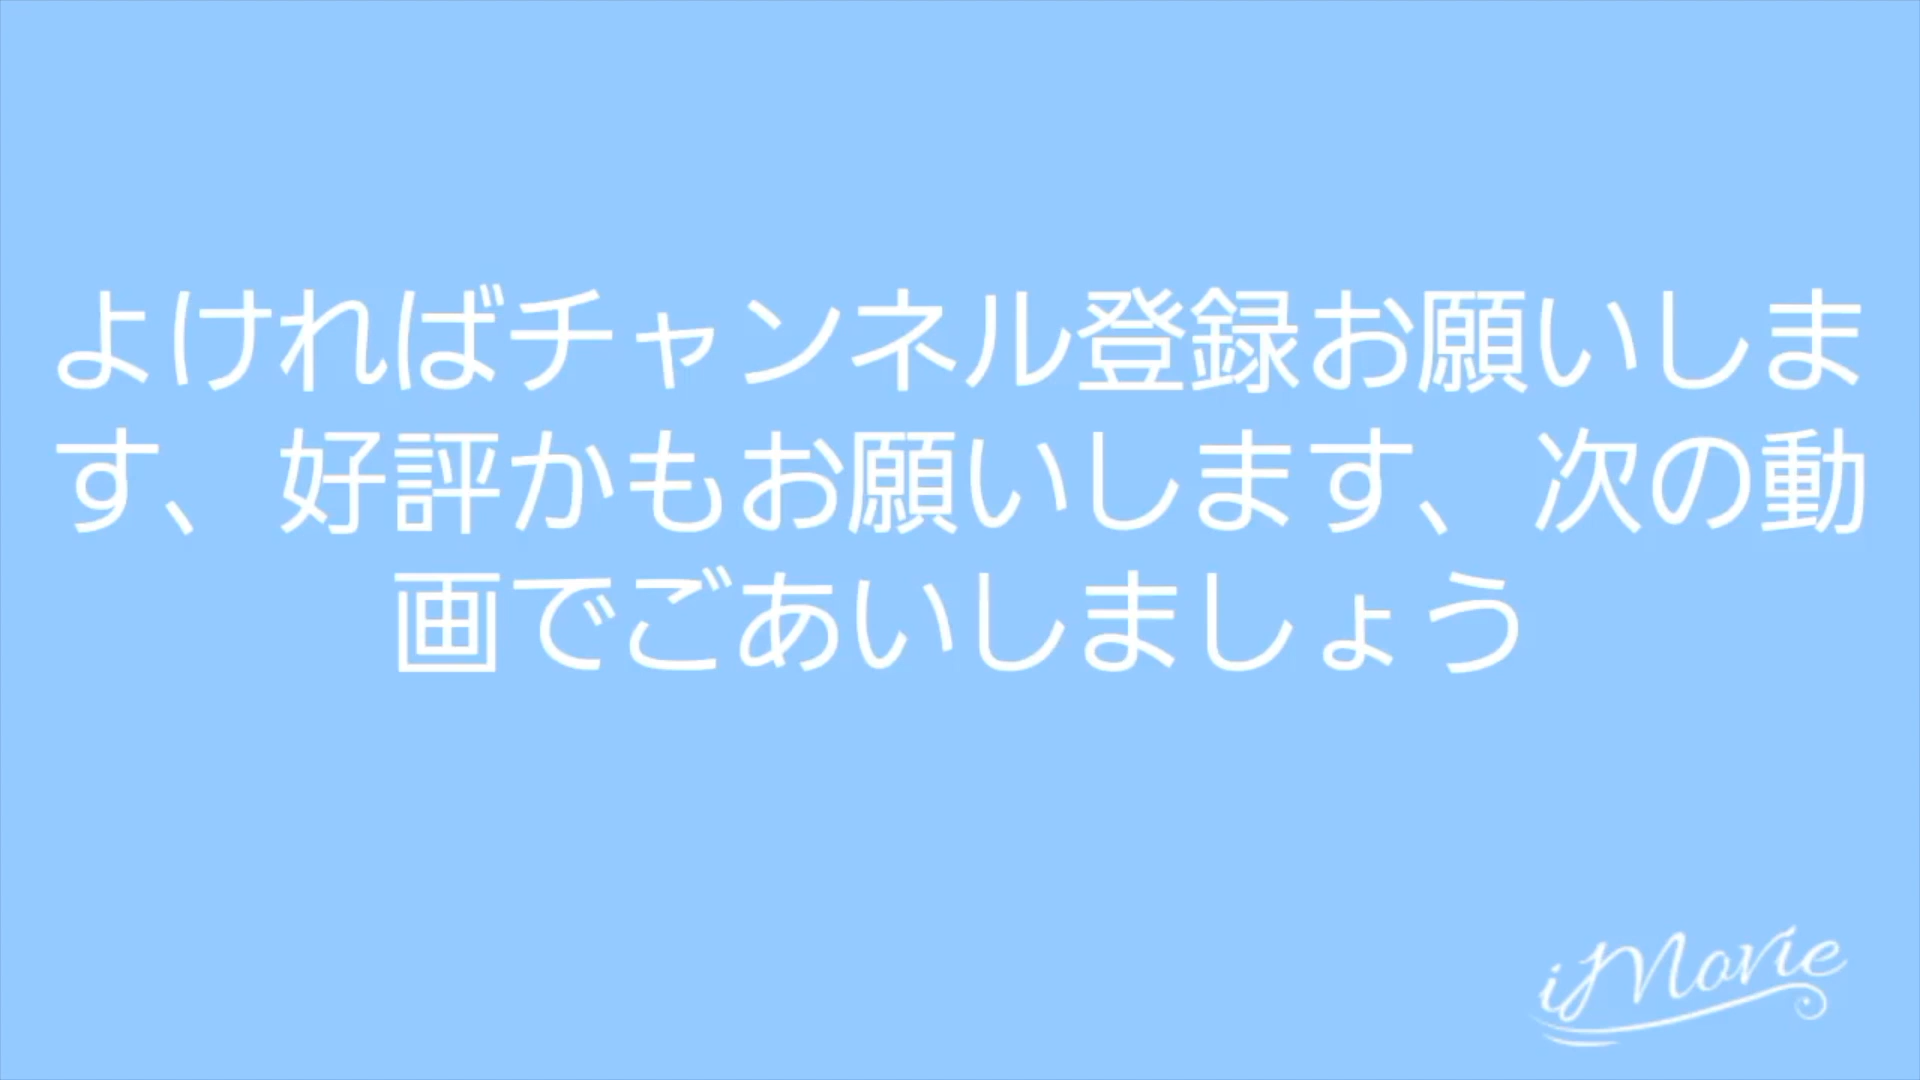 よければチャンネル登録お願いしま
す、好評かもお願いします、次の動
画でごあいしましょう
iMovie